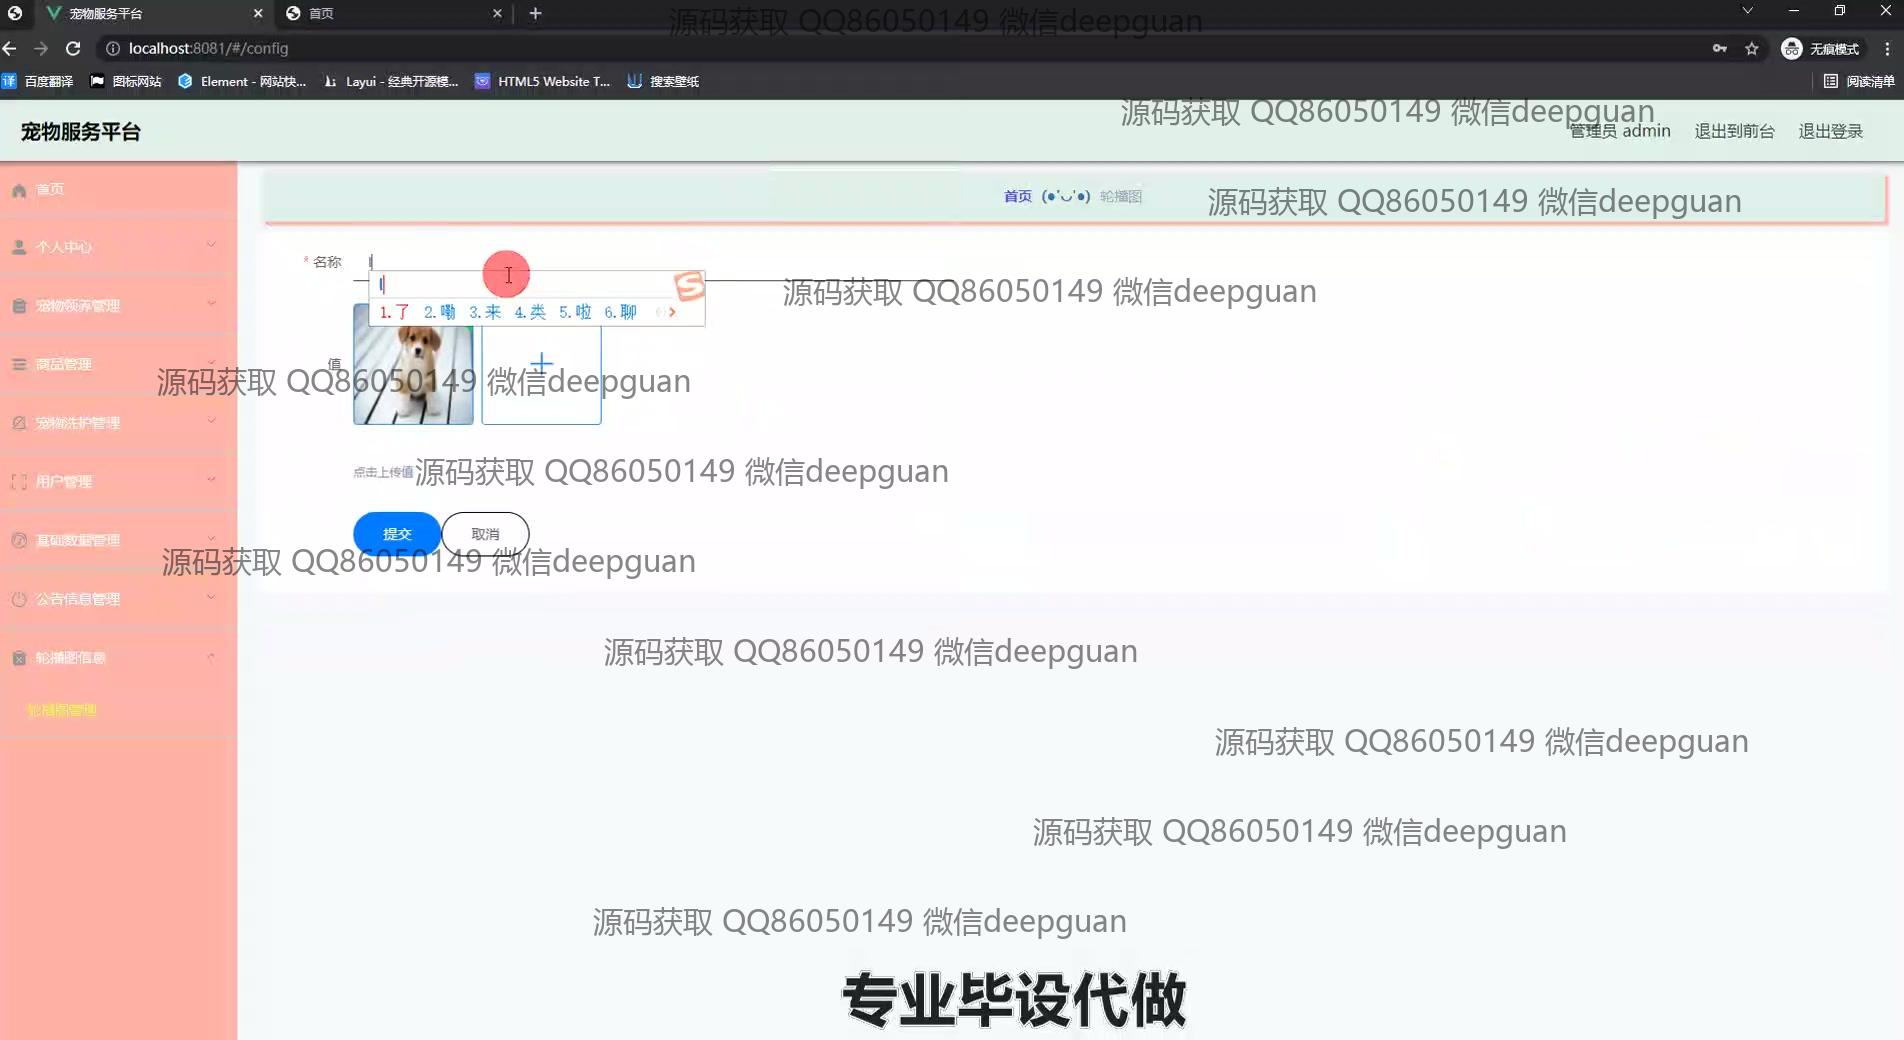 宠物服务平台
首页
源码获取 QQ86050149 微信deepguan
localhost:8081/#/config
无痕模式
百度翻译
图标网站
Element - 网站快...
Layui - 经典开源模...
HTML5 Website T...
搜索壁纸
阅读清单
源码获取 QQ86050149 微信deepguan
宠物服务平台
管理员 admin
退出到前台
退出登录
首页
首页 (●'◡'●) 轮播图
源码获取 QQ86050149 微信deepguan
个人中心
* 名称
l
源码获取 QQ86050149 微信deepguan
宠物领养管理
1.了 2.嘞 3.来 4.类 5.啦 6.聊
商品管理
值
源码获取 QQ86050149 微信deepguan
宠物洗护管理
点击上传值
源码获取 QQ86050149 微信deepguan
用户管理
提交
取消
基础数据管理
源码获取 QQ86050149 微信deepguan
公告信息管理
轮播图信息
源码获取 QQ86050149 微信deepguan
轮播图管理
源码获取 QQ86050149 微信deepguan
源码获取 QQ86050149 微信deepguan
源码获取 QQ86050149 微信deepguan
专业毕设代做